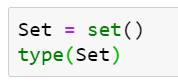 Set = set()
type(Set)